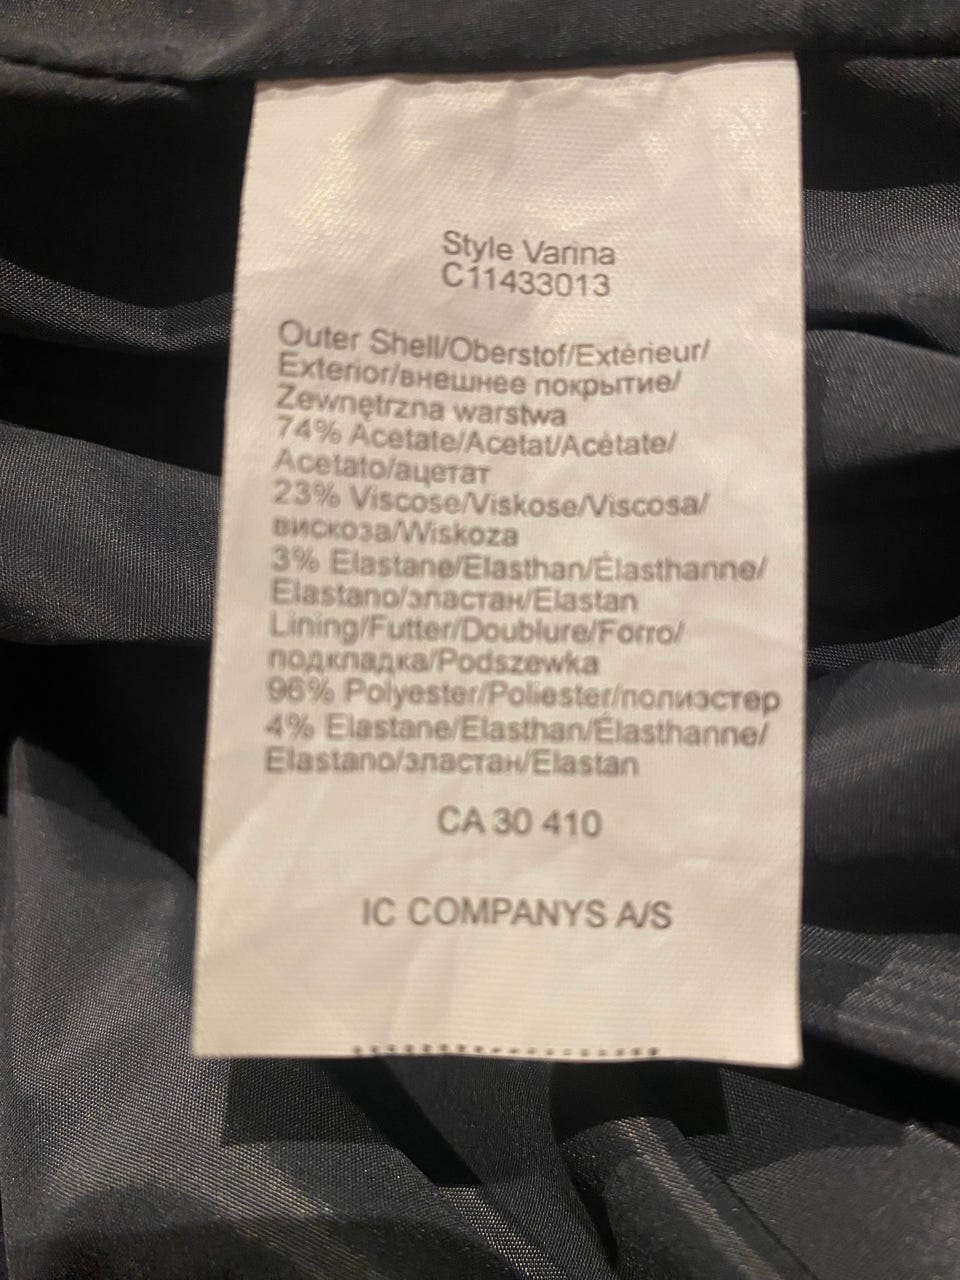 Style Varina
C11433013
Outer Shell/Oberstof/Extérieur/
Exterior/внешнее покрытие/
Zewnętrzna warstwa
74% Acetate/Acetat/Acétate/
Acetato/ацетат
23% Viscose/Viskose/Viscosa/
вискоза/Wiskoza
3% Elastane/Elasthan/Élasthanne/
Elastano/эластан/Elastan
Lining/Futter/Doublure/Forro/
подкладка/Podszewka
96% Polyester/Poliester/полиэстер
4% Elastane/Elasthan/Élasthanne/
Elastano/эластан/Elastan
CA 30 410
IC COMPANYS A/S